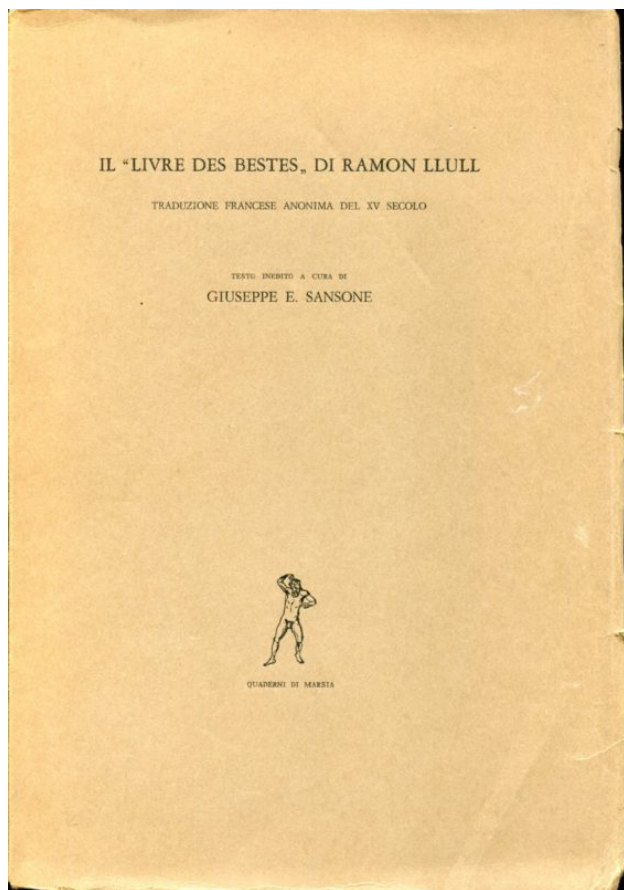 IL "LIVRE DES BESTES„ DI RAMON LLULL
TRADUZIONE FRANCESE ANONIMA DEL XV SECOLO
TESTO INEDITO A CURA DI
GIUSEPPE E. SANSONE
QUADERNI DI MARSIA